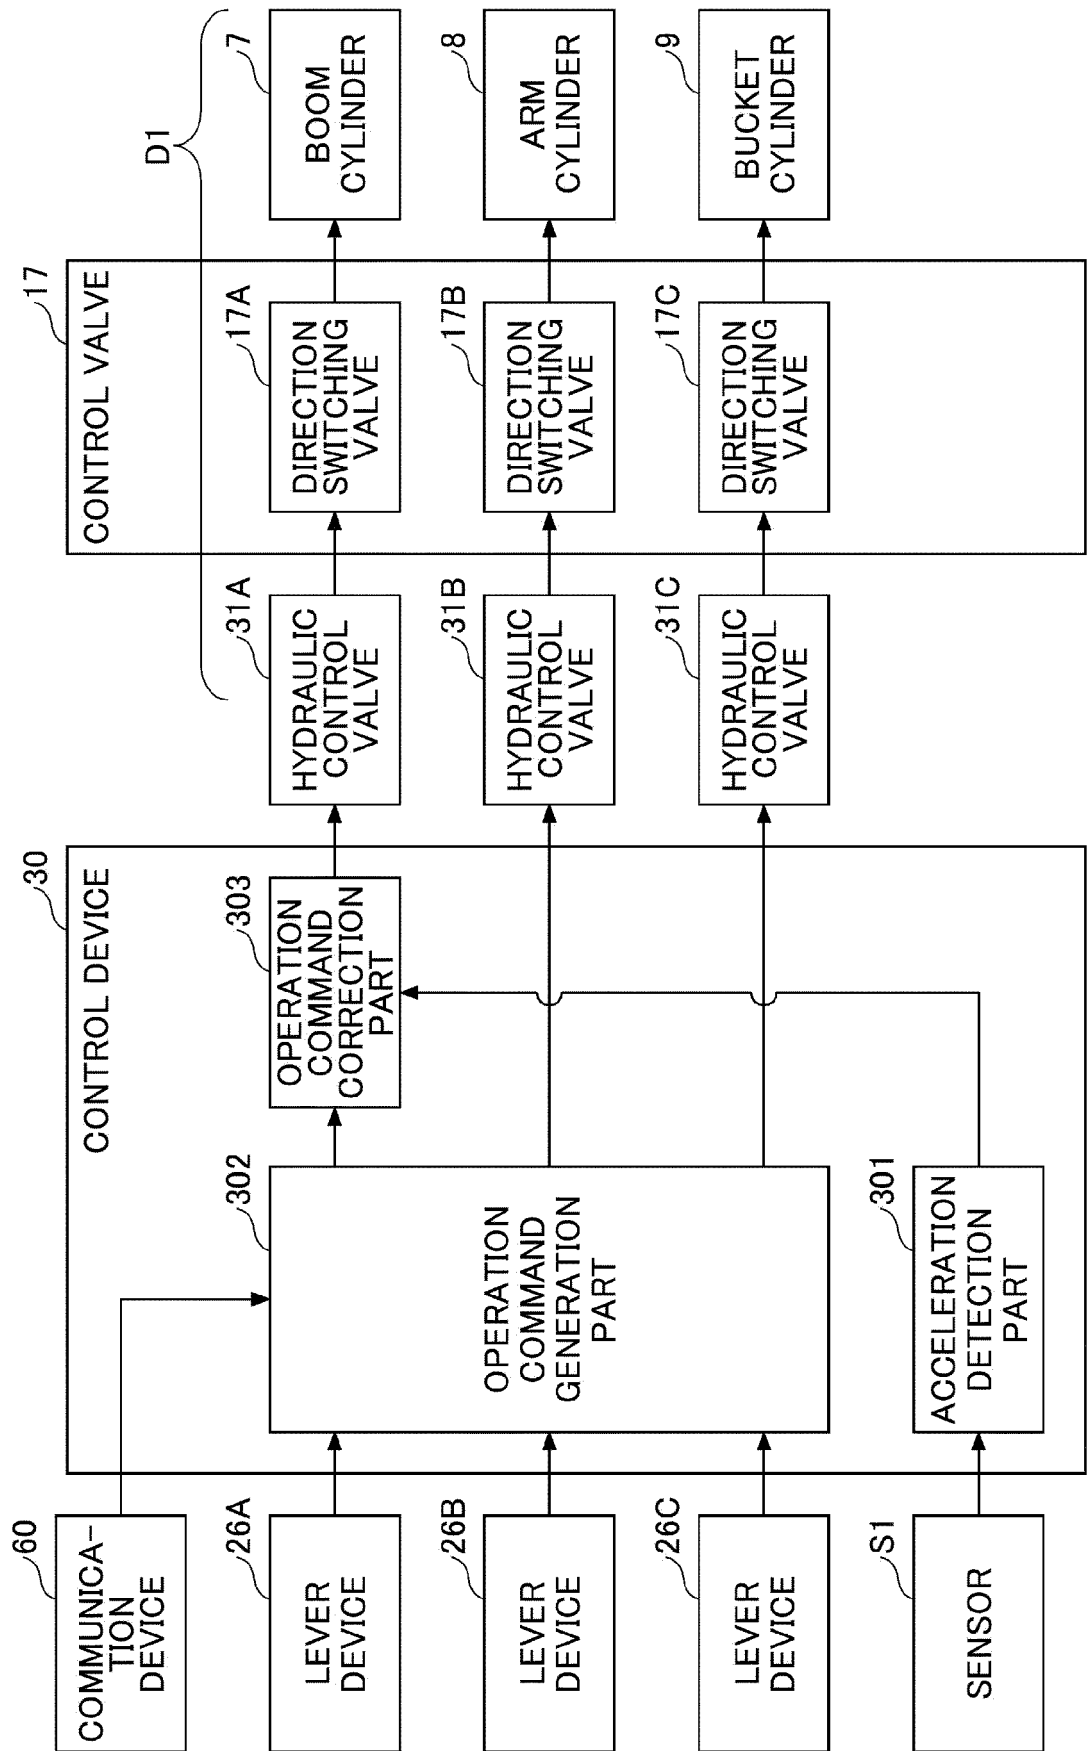 60
COMMUNICA-
TION
DEVICE
26A
LEVER
DEVICE
26B
LEVER
DEVICE
26C
LEVER
DEVICE
S1
SENSOR
30
CONTROL DEVICE
302
OPERATION
COMMAND
GENERATION
PART
303
OPERATION
COMMAND
CORRECTION
PART
301
ACCELERATION
DETECTION
PART
31A
HYDRAULIC
CONTROL
VALVE
31B
HYDRAULIC
CONTROL
VALVE
31C
HYDRAULIC
CONTROL
VALVE
17
CONTROL VALVE
17A
DIRECTION
SWITCHING
VALVE
17B
DIRECTION
SWITCHING
VALVE
17C
DIRECTION
SWITCHING
VALVE
D1
7
BOOM
CYLINDER
8
ARM
CYLINDER
9
BUCKET
CYLINDER